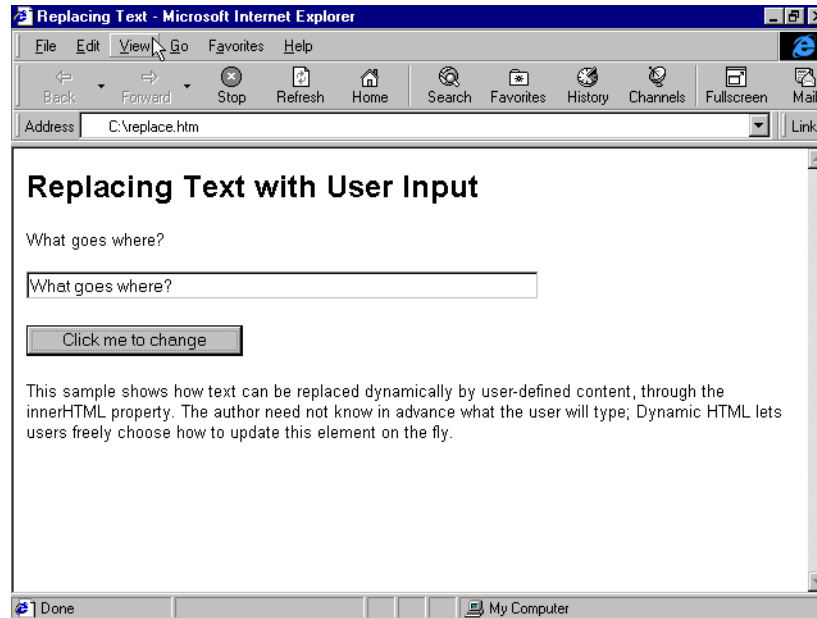 Replacing Text - Microsoft Internet Explorer
File Edit View Go Favorites Help
Back Forward Stop Refresh Home Search Favorites History Channels Fullscreen Mail
Address C:\replace.htm Link
Replacing Text with User Input
What goes where?
What goes where?
Click me to change
This sample shows how text can be replaced dynamically by user-defined content, through the
innerHTML property. The author need not know in advance what the user will type; Dynamic HTML lets
users freely choose how to update this element on the fly.
Done My Computer